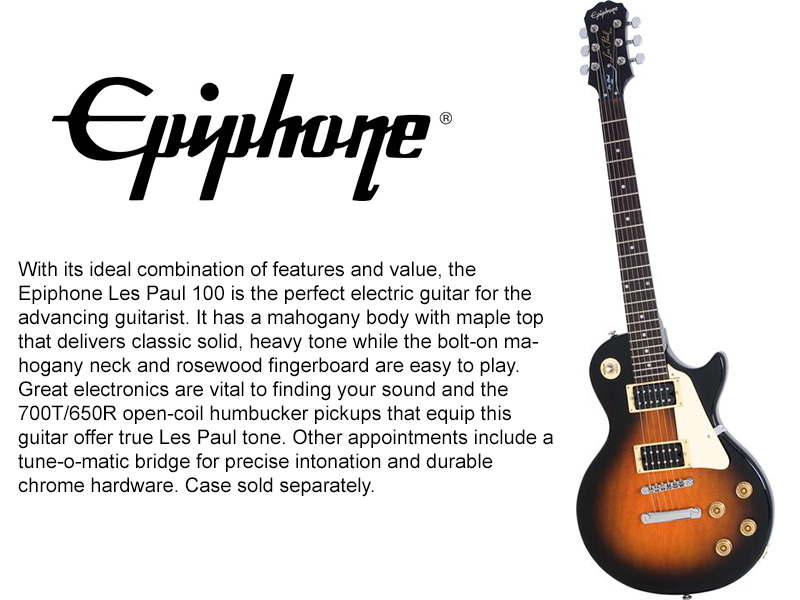 Epiphone
Epiphone ®
Les Paul
With its ideal combination of features and value, the
Epiphone Les Paul 100 is the perfect electric guitar for the
advancing guitarist. It has a mahogany body with maple top
that delivers classic solid, heavy tone while the bolt-on ma-
hogany neck and rosewood fingerboard are easy to play.
Great electronics are vital to finding your sound and the
700T/650R open-coil humbucker pickups that equip this
guitar offer true Les Paul tone. Other appointments include a
tune-o-matic bridge for precise intonation and durable
chrome hardware. Case sold separately.